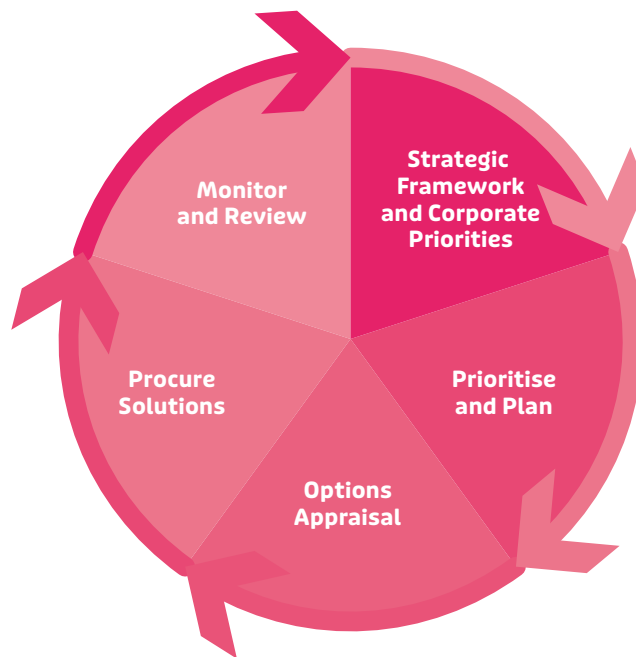 Strategic
Framework
and Corporate
Priorities
Prioritise
and Plan
Options
Appraisal
Procure
Solutions
Monitor
and Review